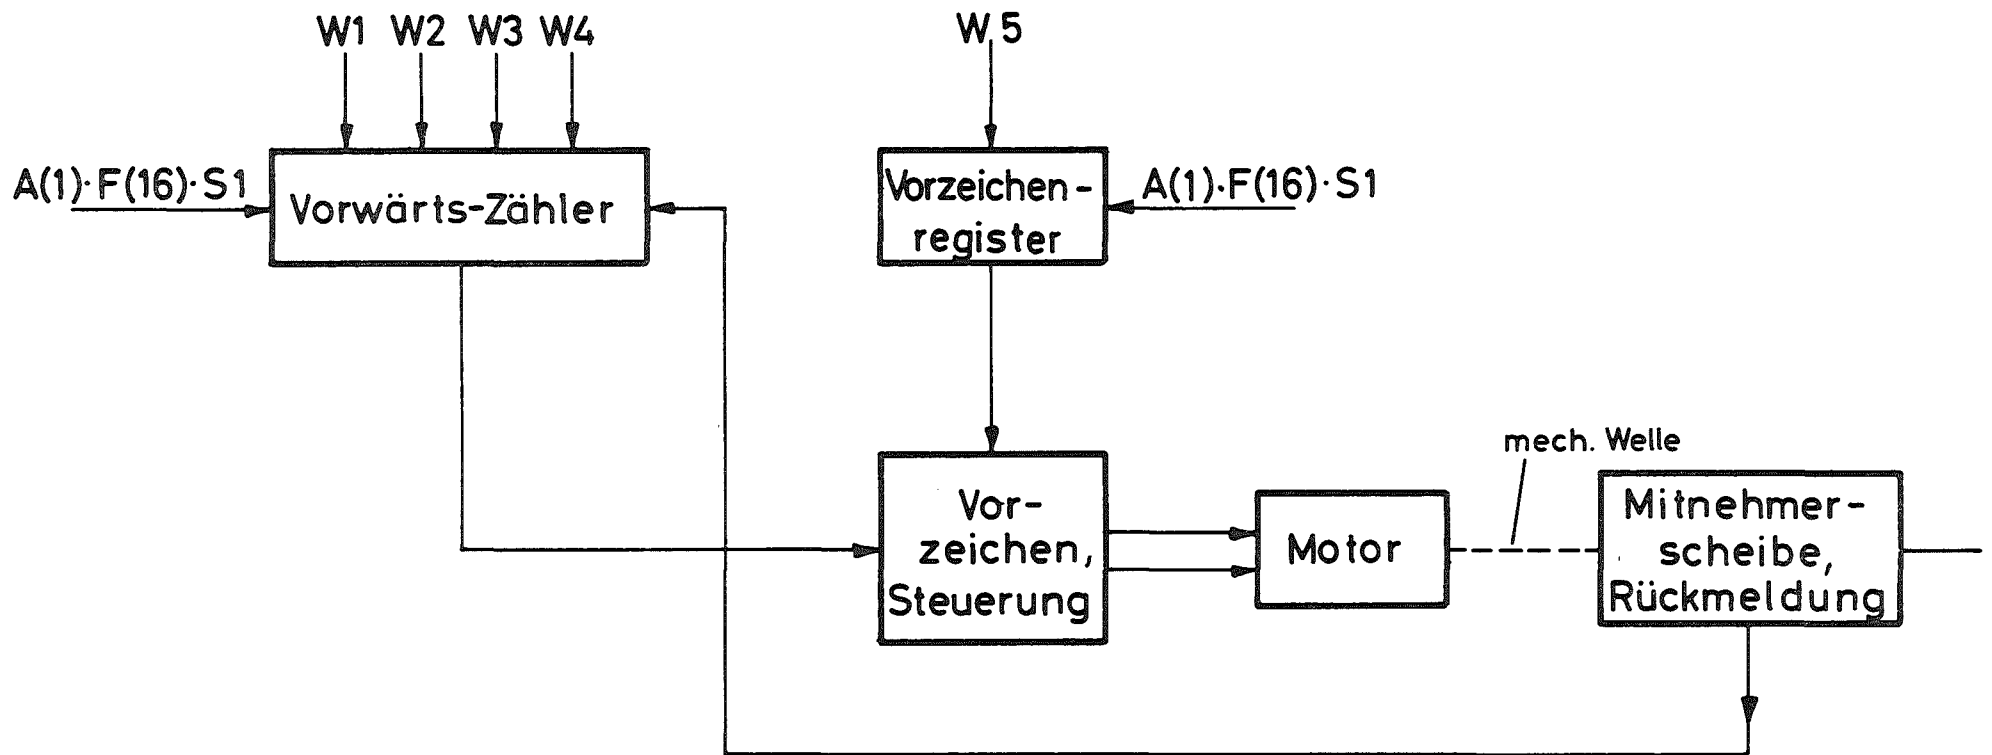 W1 W2 W3 W4
W5
A(1)·F(16)·S1
Vorwärts-Zähler
Vorzeichen-
register
A(1)·F(16)·S1
mech. Welle
Vor-
zeichen,
Steuerung
Motor
Mitnehmer-
scheibe,
Rückmeldung